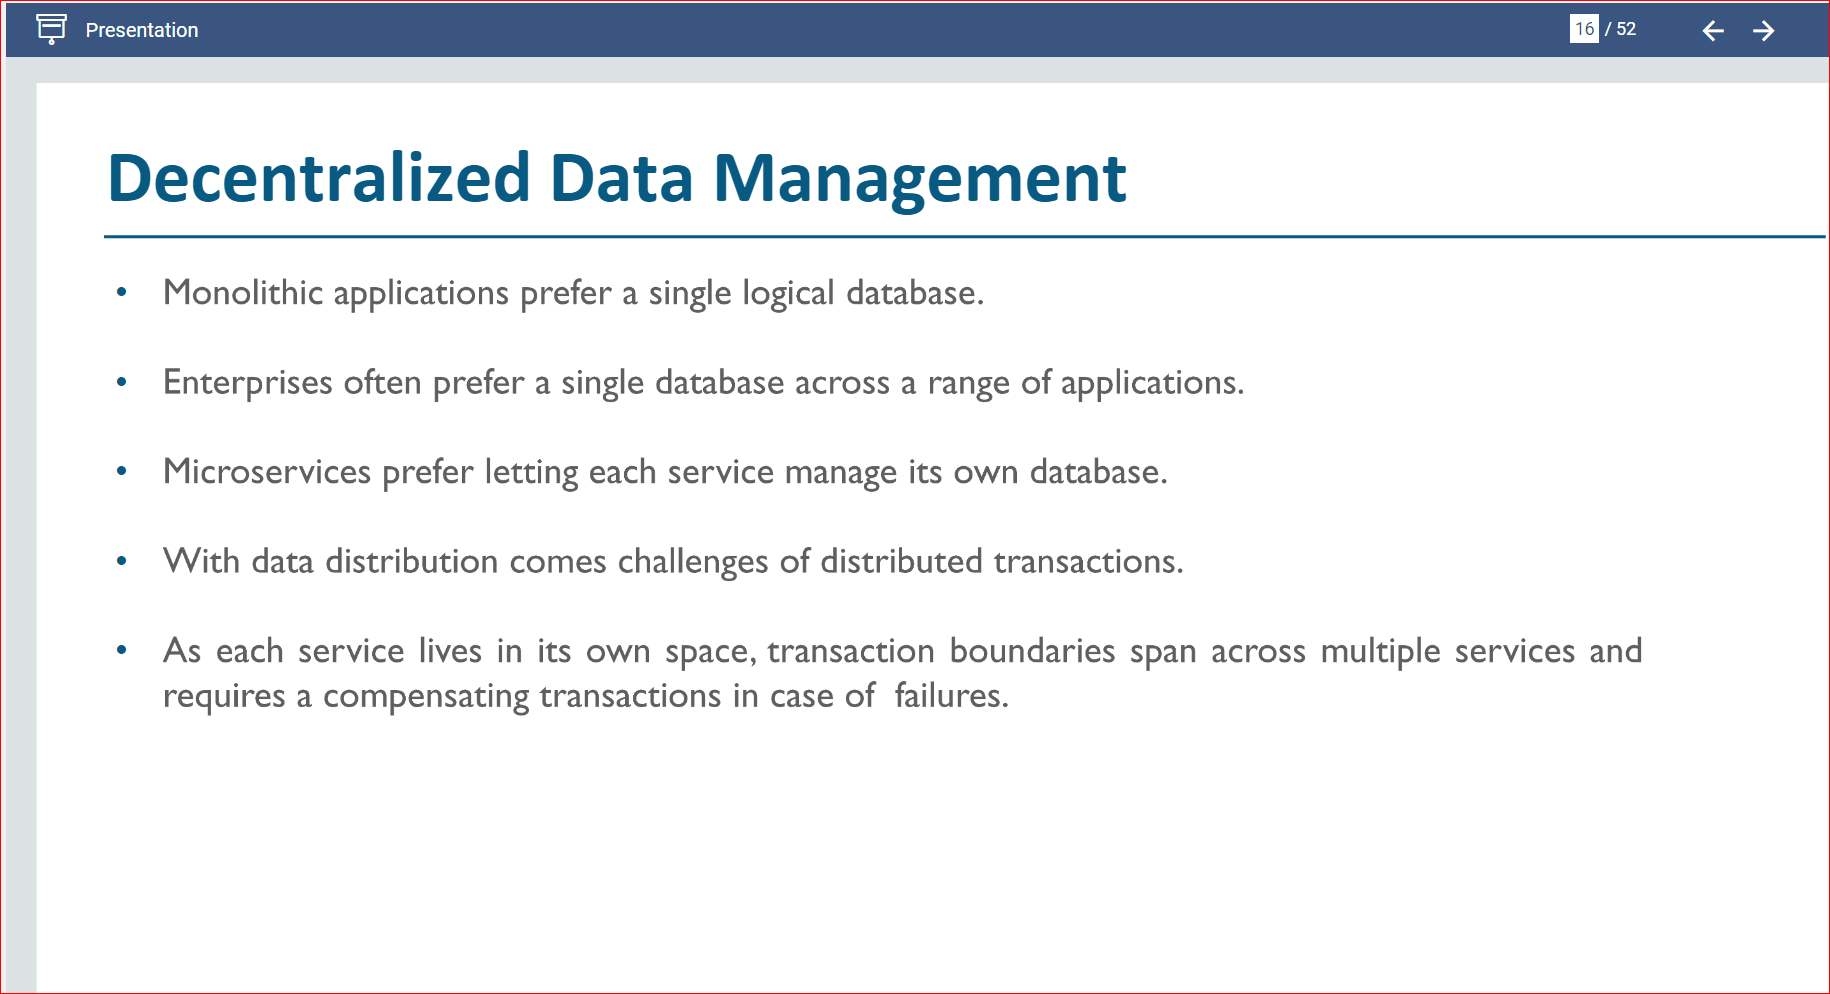 Presentation
16 / 52
Decentralized Data Management
• Monolithic applications prefer a single logical database.
• Enterprises often prefer a single database across a range of applications.
• Microservices prefer letting each service manage its own database.
• With data distribution comes challenges of distributed transactions.
• As each service lives in its own space, transaction boundaries span across multiple services and
requires a compensating transactions in case of  failures.